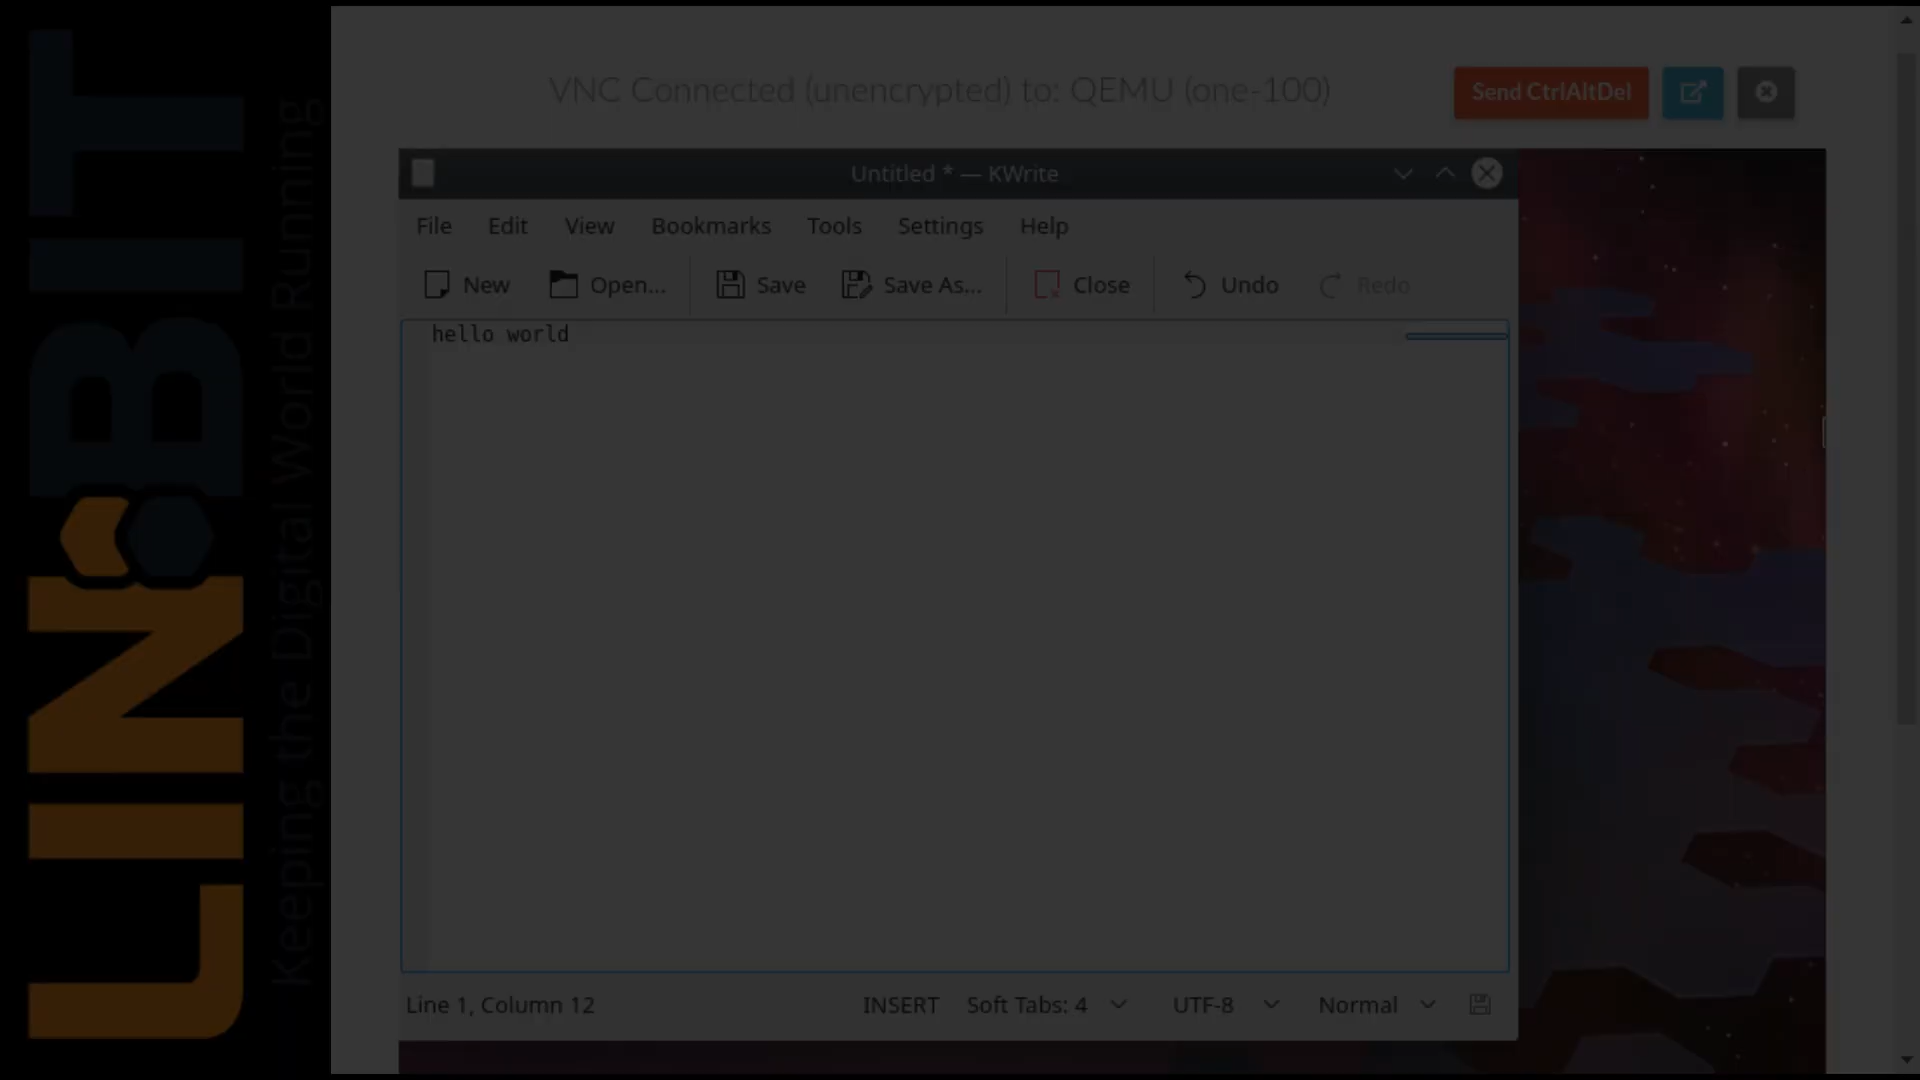 LINBIT
Keeping the Digital World Running
VNC Connected (unencrypted) to: QEMU (one-100)
Send CtrlAltDel
Untitled * — KWrite
File Edit View Bookmarks Tools Settings Help
New Open... Save Save As... Close Undo Redo
hello world
Line 1, Column 12 INSERT Soft Tabs: 4 UTF-8 Normal